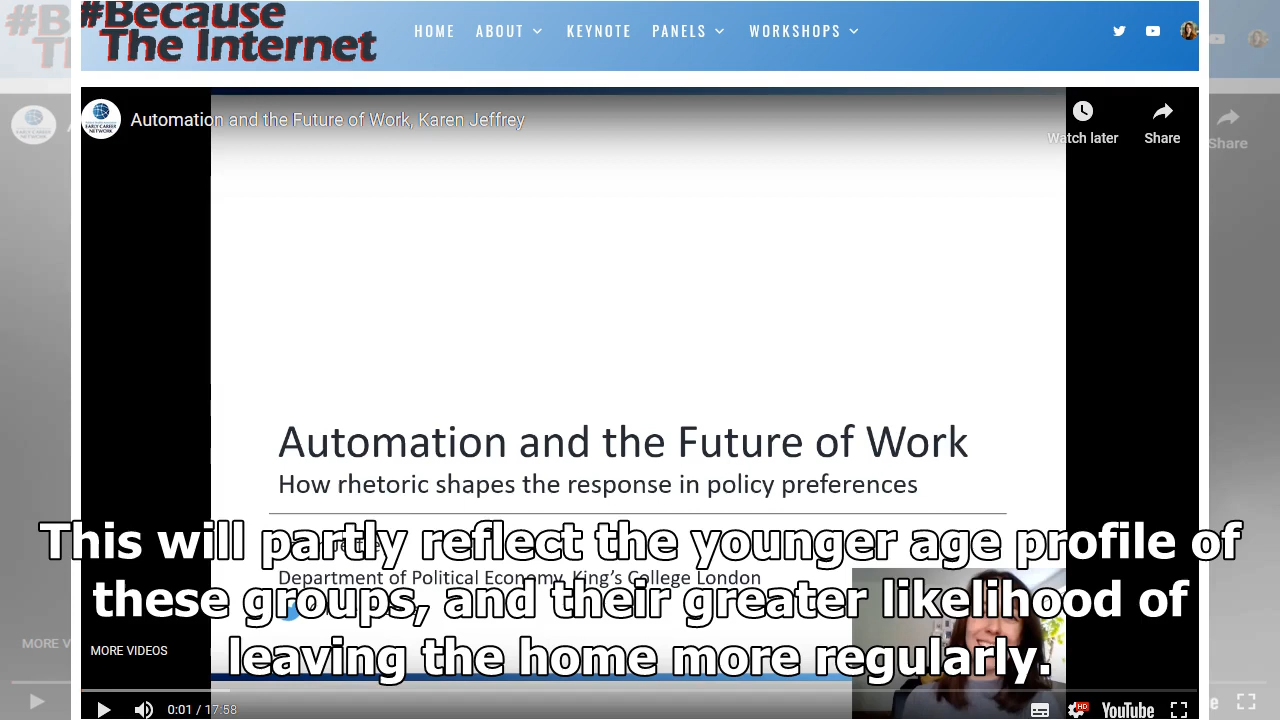 #Because
The Internet
HOME ABOUT KEYNOTE PANELS WORKSHOPS
Automation and the Future of Work, Karen Jeffrey
Watch later
Share
Share
Automation and the Future of Work
How rhetoric shapes the response in policy preferences
This will partly reflect the younger age profile of
Department of Political Economy, King's College London
these groups, and their greater likelihood of
MORE VIDEOS
leaving the home more regularly.
0:01 / 17:58
HD
YouTube